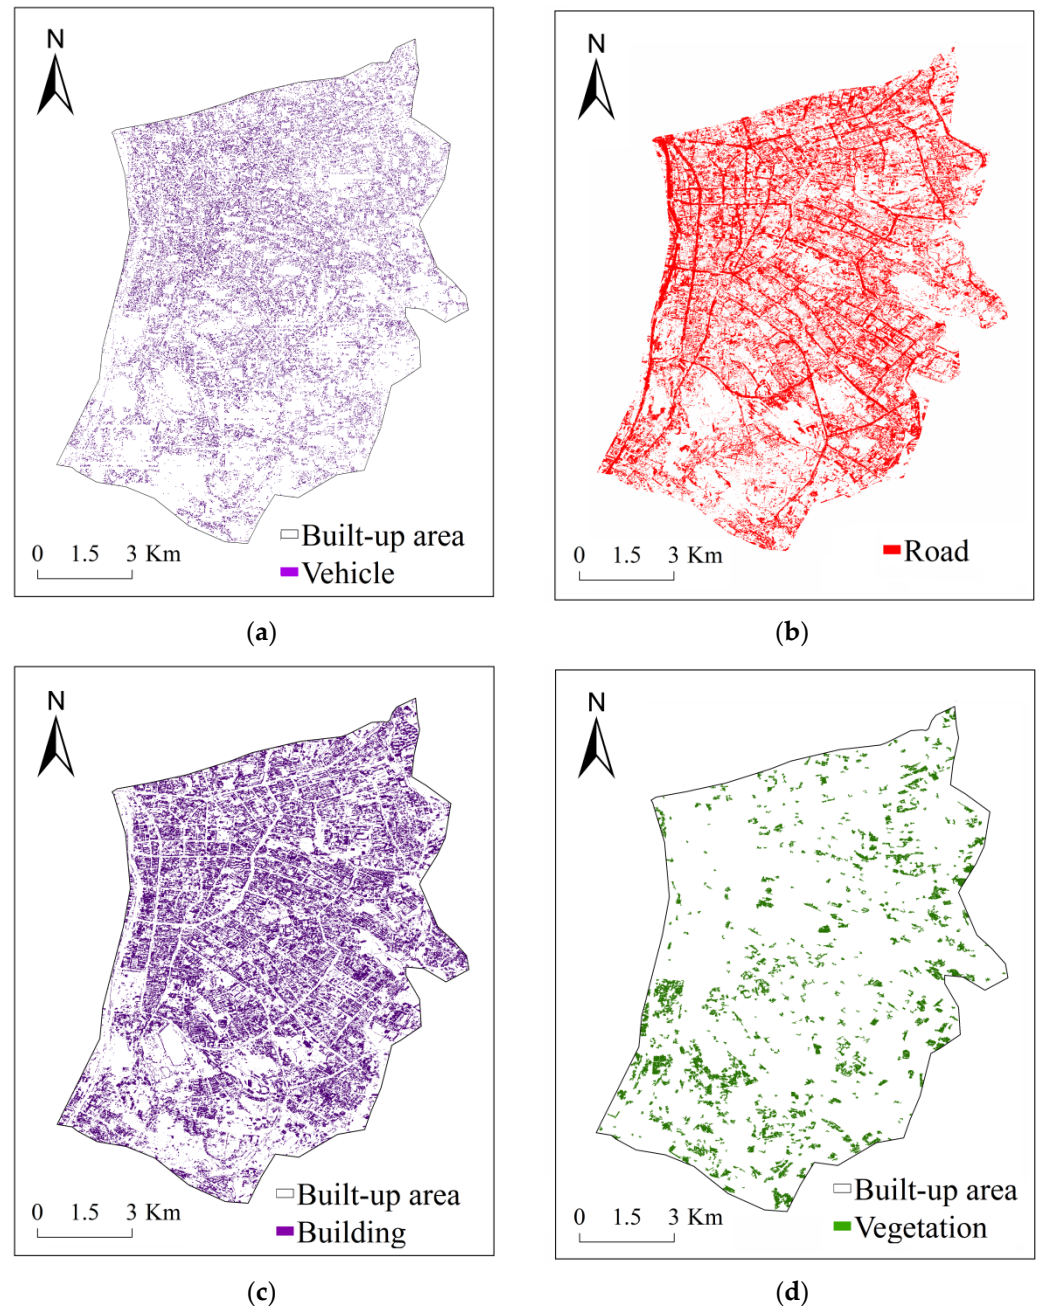 N
Built-up area
0 1.5 3 Km
Vehicle
(a)
N
0 1.5 3 Km
Road
(b)
N
Built-up area
0 1.5 3 Km
Building
(c)
N
Built-up area
0 1.5 3 Km
Vegetation
(d)